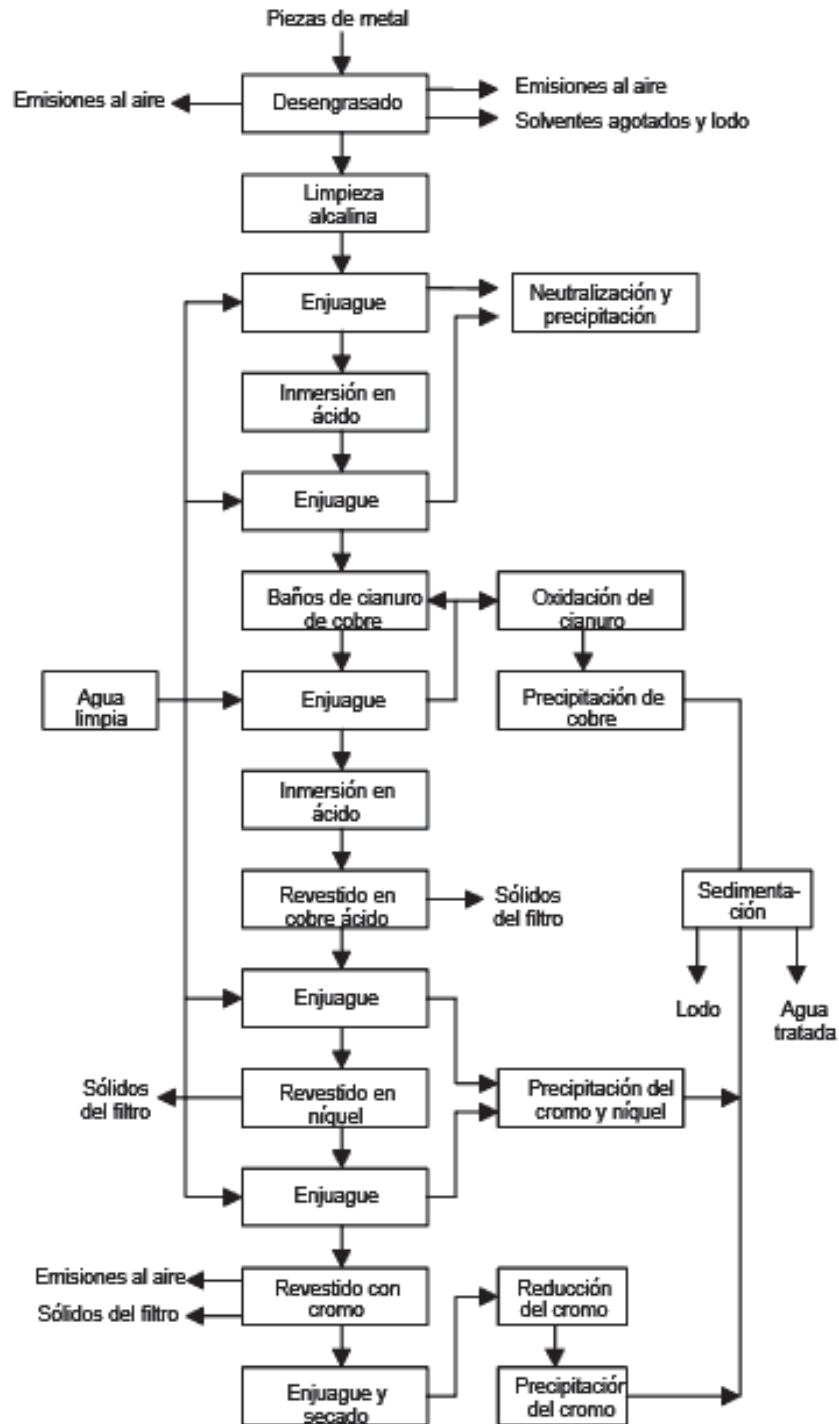 Piezas de metal
Emisiones al aire
Desengrasado
Emisiones al aire
Solventes agotados y lodo
Limpieza
alcalina
Enjuague
Neutralización y
precipitación
Inmersión en
ácido
Enjuague
Baños de cianuro
de cobre
Oxidación del
cianuro
Agua
limpia
Enjuague
Precipitación de
cobre
Inmersión en
ácido
Revestido en
cobre ácido
Sólidos
del filtro
Sedimenta-
ción
Lodo
Agua
tratada
Enjuague
Sólidos
del filtro
Revestido en
níquel
Precipitación del
cromo y níquel
Enjuague
Emisiones al aire
Sólidos del filtro
Revestido con
cromo
Reducción
del cromo
Enjuague y
secado
Precipitación
del cromo